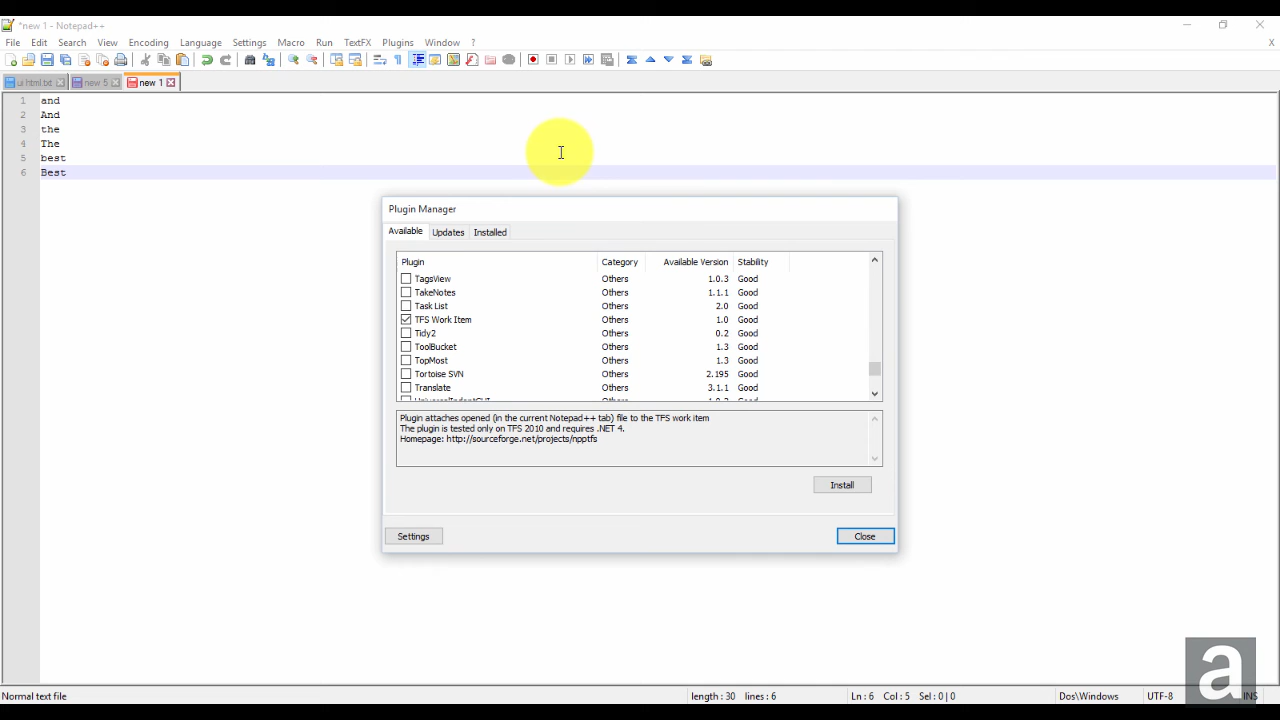 *new 1 - Notepad++
File Edit Search View Encoding Language Settings Macro Run TextFX Plugins Window ? X
ui html.txt new 5 new 1
1 and
2 And
3 the
4 The
5 best
6 Best
Plugin Manager
Available Updates Installed
Plugin Category Available Version Stability
TagsView Others 1.0.3 Good
TakeNotes Others 1.1.1 Good
Task List Others 2.0 Good
TFS Work Item Others 1.0 Good
Tidy2 Others 0.2 Good
ToolBucket Others 1.3 Good
TopMost Others 1.3 Good
Tortoise SVN Others 2.195 Good
Translate Others 3.1.1 Good
Plugin attaches opened (in the current Notepad++ tab) file to the TFS work item
The plugin is tested only on TFS 2010 and requires .NET 4.
Homepage: http://sourceforge.net/projects/npptfs
Install
Settings Close
a
Normal text file length : 30 lines : 6 Ln : 6 Col : 5 Sel : 0 | 0 Dos\Windows UTF-8 INS